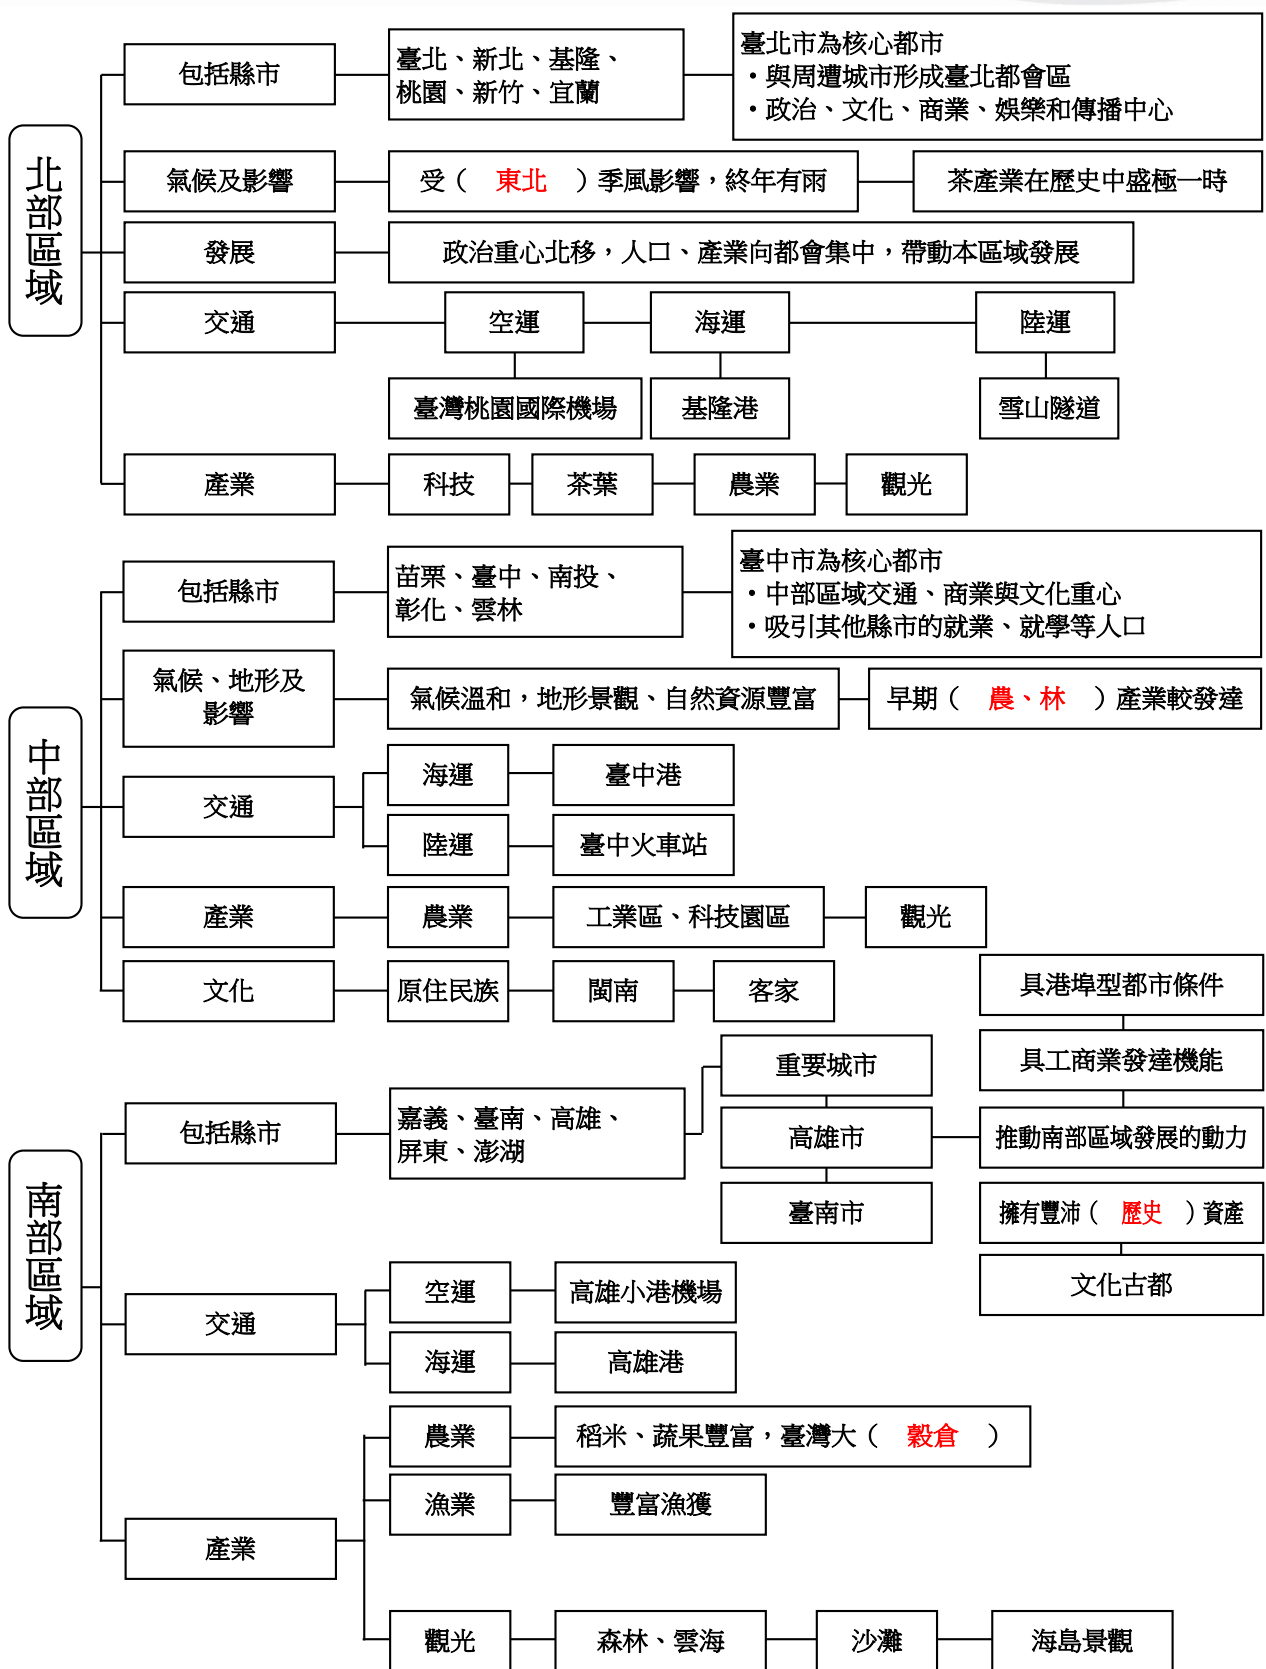 北部區域
包括縣市
臺北、新北、基隆、
桃園、新竹、宜蘭
臺北市為核心都市
・與周遭城市形成臺北都會區
・政治、文化、商業、娛樂和傳播中心
氣候及影響
受（ 東北 ）季風影響，終年有雨
茶產業在歷史中盛極一時
發展
政治重心北移，人口、產業向都會集中，帶動本區域發展
交通
空運
海運
陸運
臺灣桃園國際機場
基隆港
雪山隧道
產業
科技
茶葉
農業
觀光
中部區域
包括縣市
苗栗、臺中、南投、
彰化、雲林
臺中市為核心都市
・中部區域交通、商業與文化重心
・吸引其他縣市的就業、就學等人口
氣候、地形及
影響
氣候溫和，地形景觀、自然資源豐富
早期（ 農、林 ）產業較發達
交通
海運
臺中港
陸運
臺中火車站
產業
農業
工業區、科技園區
觀光
文化
原住民族
閩南
客家
南部區域
包括縣市
嘉義、臺南、高雄、
屏東、澎湖
重要城市
高雄市
臺南市
具港埠型都市條件
具工商業發達機能
推動南部區域發展的動力
擁有豐沛（ 歷史 ）資產
文化古都
交通
空運
高雄小港機場
海運
高雄港
產業
農業
稻米、蔬果豐富，臺灣大（ 穀倉 ）
漁業
豐富漁獲
觀光
森林、雲海
沙灘
海島景觀